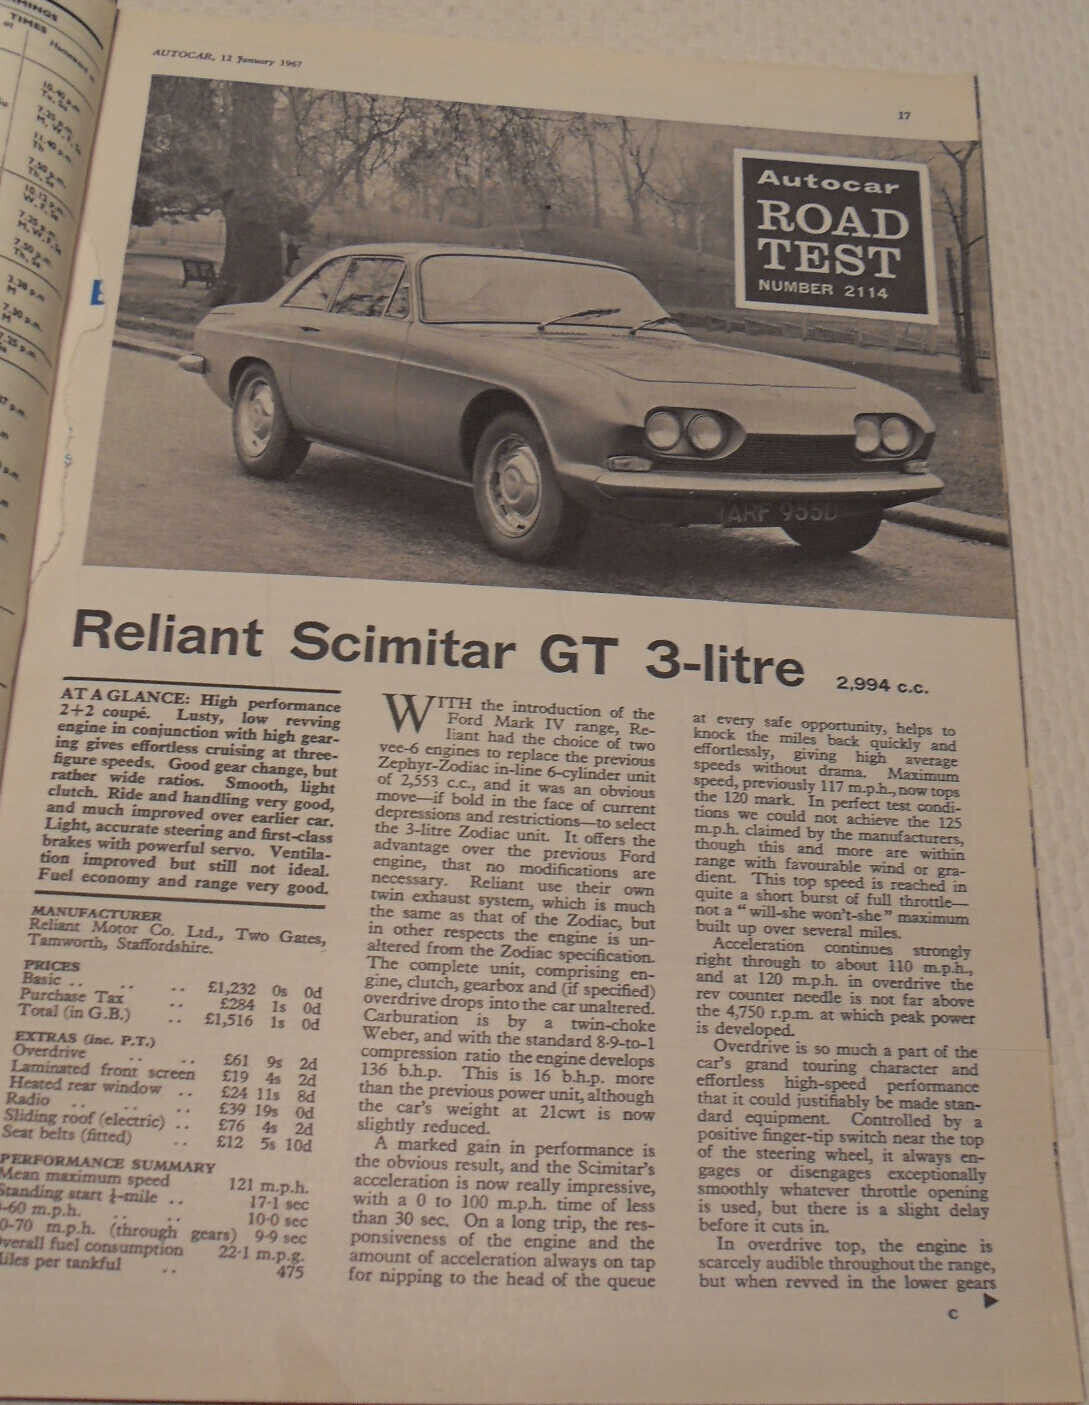 MINGS
TIMES
AUTOCAR, 12 January 1967
17
Autocar
ROAD
TEST
NUMBER 2114
ARF 955D
Reliant Scimitar GT 3-litre 2,994 c.c.
AT A GLANCE: High performance
2+2 coupé. Lusty, low revving
engine in conjunction with high gear-
ing gives effortless cruising at three-
figure speeds. Good gear change, but
rather wide ratios. Smooth, light
clutch. Ride and handling very good,
and much improved over earlier car.
Light, accurate steering and first-class
brakes with powerful servo. Ventila-
tion improved but still not ideal.
Fuel economy and range very good.
MANUFACTURER
Reliant Motor Co. Ltd., Two Gates,
Tamworth, Staffordshire.
PRICES
Basic .. .. .. £1,232 0s 0d
Purchase Tax .. £284 1s 0d
Total (in G.B.) .. £1,516 1s 0d
EXTRAS (inc. P.T.)
Overdrive .. .. £61 9s 2d
Laminated front screen £19 4s 2d
Heated rear window .. £24 11s 8d
Radio .. .. .. £39 19s 0d
Sliding roof (electric) .. £76 4s 2d
Seat belts (fitted) .. £12 5s 10d
PERFORMANCE SUMMARY
Mean maximum speed 121 m.p.h.
Standing start ¼-mile .. 17·1 sec
-60 m.p.h. .. .. 10·0 sec
0-70 m.p.h. (through gears) 9·9 sec
verall fuel consumption 22·1 m.p.g.
iles per tankful .. 475
WITH the introduction of the
Ford Mark IV range, Re-
liant had the choice of two
vee-6 engines to replace the previous
Zephyr-Zodiac in-line 6-cylinder unit
of 2,553 c.c., and it was an obvious
move—if bold in the face of current
depressions and restrictions—to select
the 3-litre Zodiac unit. It offers the
advantage over the previous Ford
engine, that no modifications are
necessary. Reliant use their own
twin exhaust system, which is much
the same as that of the Zodiac, but
in other respects the engine is un-
altered from the Zodiac specification.
The complete unit, comprising en-
gine, clutch, gearbox and (if specified)
overdrive drops into the car unaltered.
Carburation is by a twin-choke
Weber, and with the standard 8·9-to-1
compression ratio the engine develops
136 b.h.p. This is 16 b.h.p. more
than the previous power unit, although
the car's weight at 21cwt is now
slightly reduced.
A marked gain in performance is
the obvious result, and the Scimitar's
acceleration is now really impressive,
with a 0 to 100 m.p.h. time of less
than 30 sec. On a long trip, the res-
ponsiveness of the engine and the
amount of acceleration always on tap
for nipping to the head of the queue
at every safe opportunity, helps to
knock the miles back quickly and
effortlessly, giving high average
speeds without drama. Maximum
speed, previously 117 m.p.h., now tops
the 120 mark. In perfect test condi-
tions we could not achieve the 125
m.p.h. claimed by the manufacturers,
though this and more are within
range with favourable wind or gra-
dient. This top speed is reached in
quite a short burst of full throttle—
not a "will-she won't-she" maximum
built up over several miles.
Acceleration continues strongly
right through to about 110 m.p.h.,
and at 120 m.p.h. in overdrive the
rev counter needle is not far above
the 4,750 r.p.m. at which peak power
is developed.
Overdrive is so much a part of the
car's grand touring character and
effortless high-speed performance
that it could justifiably be made stan-
dard equipment. Controlled by a
positive finger-tip switch near the top
of the steering wheel, it always en-
gages or disengages exceptionally
smoothly whatever throttle opening
is used, but there is a slight delay
before it cuts in.
In overdrive top, the engine is
scarcely audible throughout the range,
but when revved in the lower gears
C